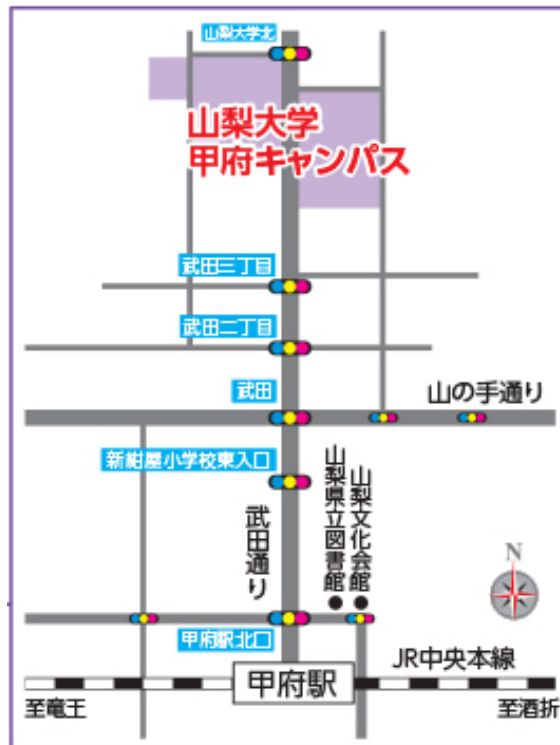 山梨大学北
山梨大学
甲府キャンパス
武田三丁目
武田二丁目
武田
山の手通り
新紺屋小学校東入口
武田通り
山梨県立図書館
山梨文化会館
N
甲府駅北口
JR中央本線
甲府駅
至竜王
至酒折